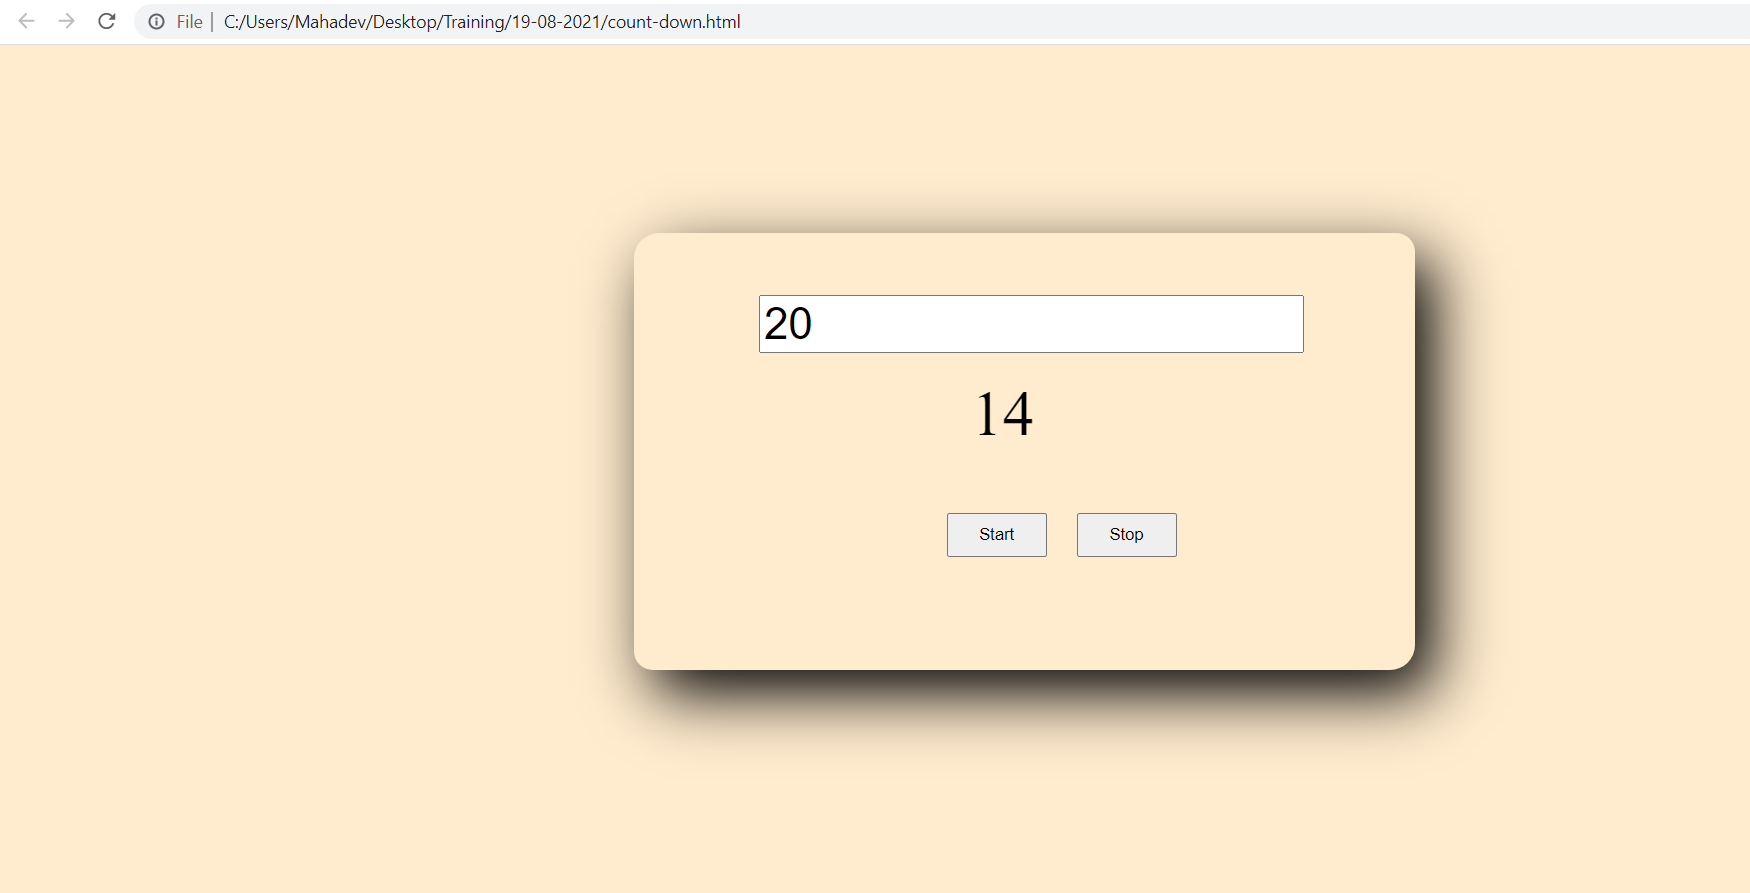 File | C:/Users/Mahadev/Desktop/Training/19-08-2021/count-down.html
20
14
Start Stop